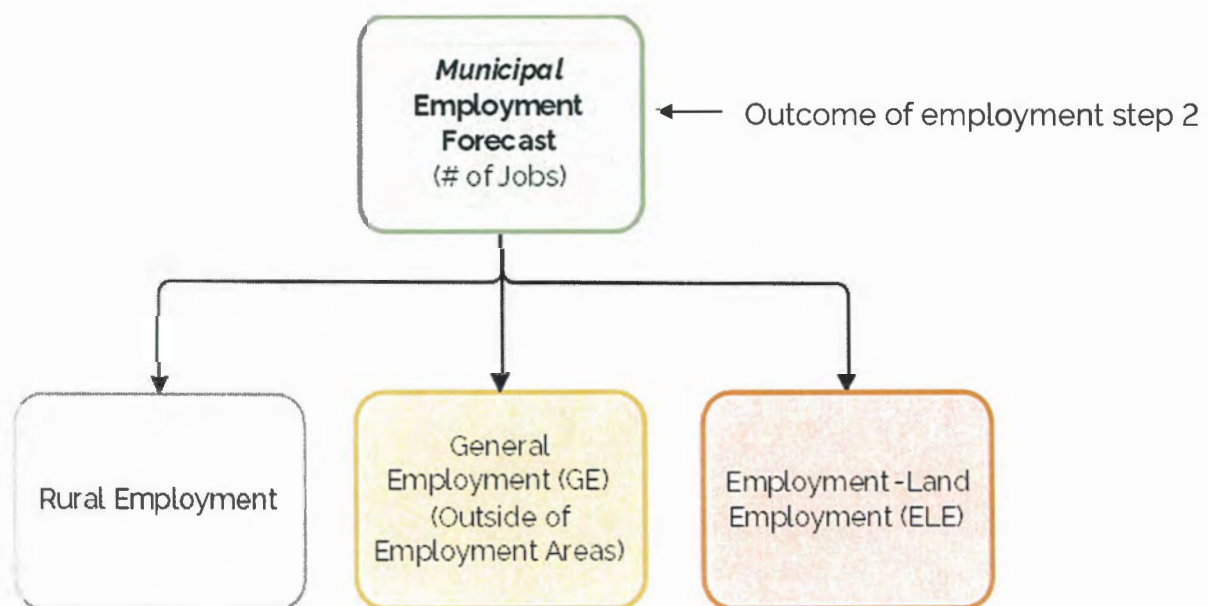 Municipal
Employment
Forecast
(# of Jobs)
Outcome of employment step 2
Rural Employment
General
Employment (GE)
(Outside of
Employment Areas)
Employment-Land
Employment (ELE)